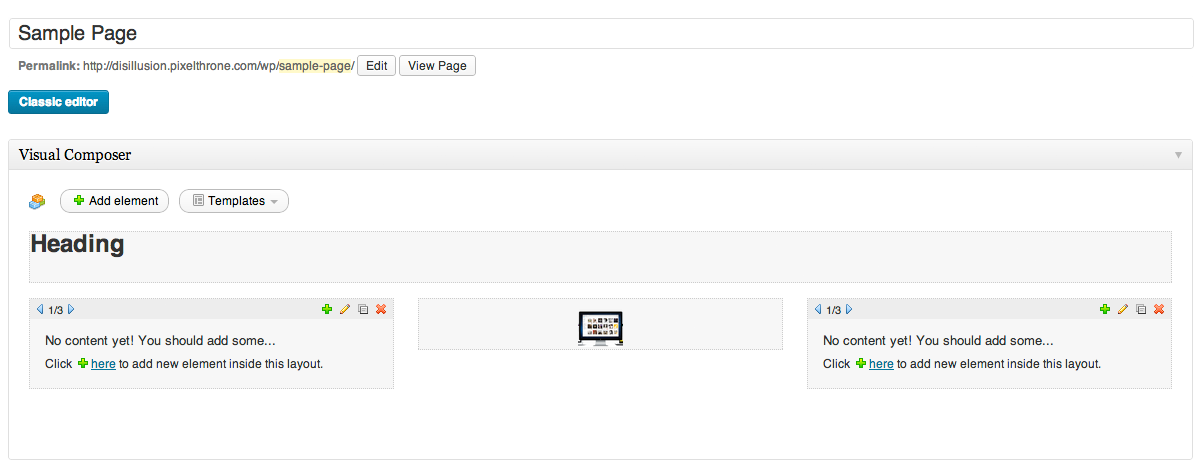 Sample Page
Permalink: http://disillusion.pixelthrone.com/wp/sample-page/ Edit View Page
Classic editor
Visual Composer
Add element Templates
Heading
1/3
No content yet! You should add some...
Click here to add new element inside this layout.
1/3
No content yet! You should add some...
Click here to add new element inside this layout.